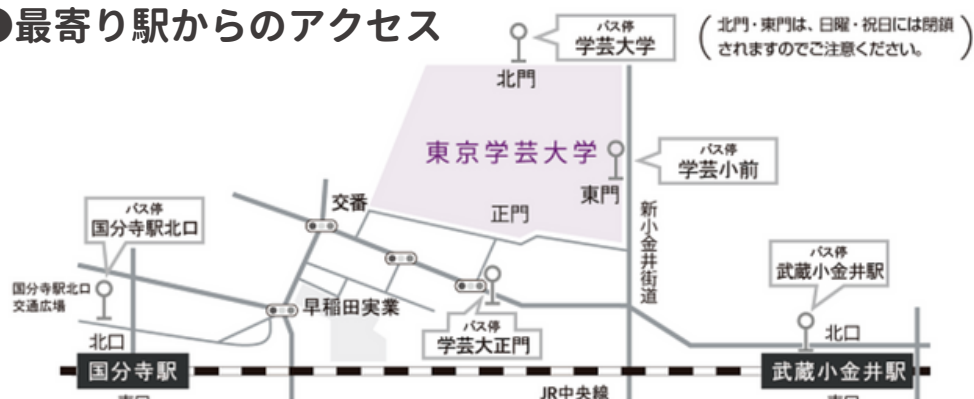 ●最寄り駅からのアクセス
バス停
学芸大学
(北門・東門は、日曜・祝日には閉鎖
されますのでご注意ください。)
北門
東京学芸大学
バス停
学芸小前
東門
正門
交番
新小金井街道
バス停
国分寺駅北口
国分寺駅北口
交通広場
バス停
武蔵小金井駅
早稲田実業
バス停
学芸大正門
北口
北口
国分寺駅
武蔵小金井駅
JR中央線